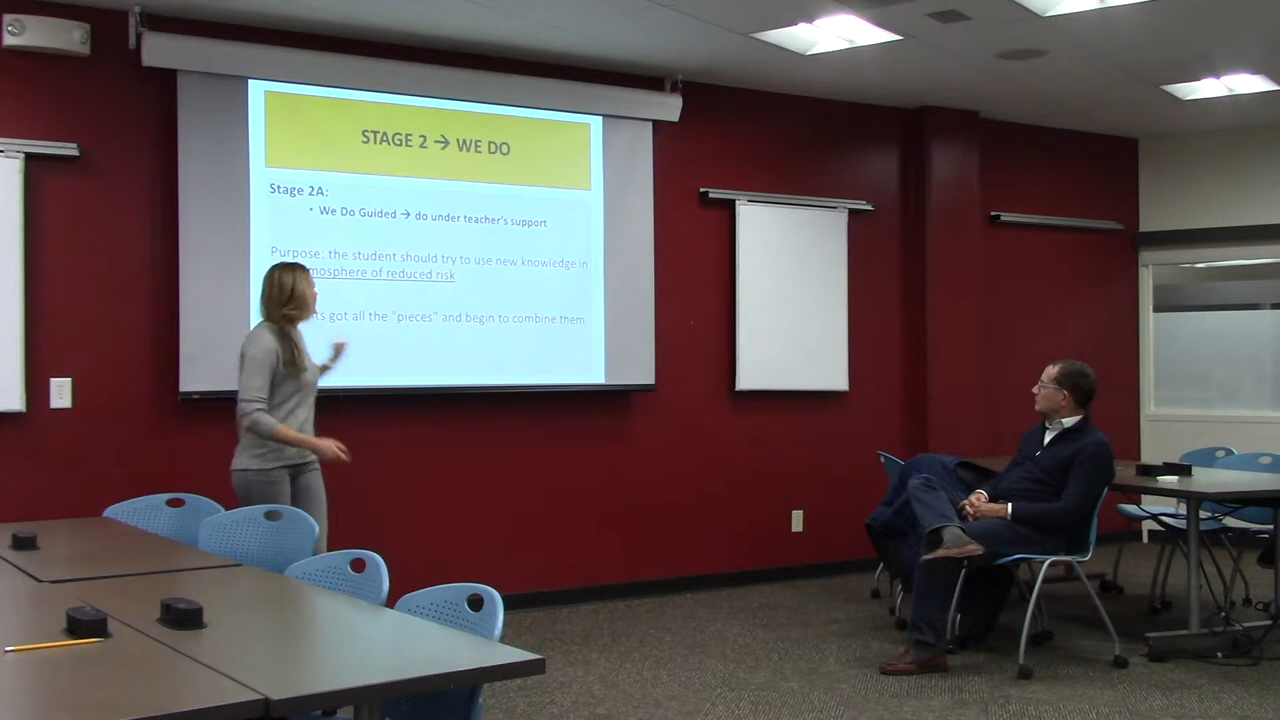 STAGE 2 → WE DO
Stage 2A:
• We Do Guided → do under teacher's support
Purpose: the student should try to use new knowledge in
mosphere of reduced risk
ts got all the "pieces" and begin to combine them